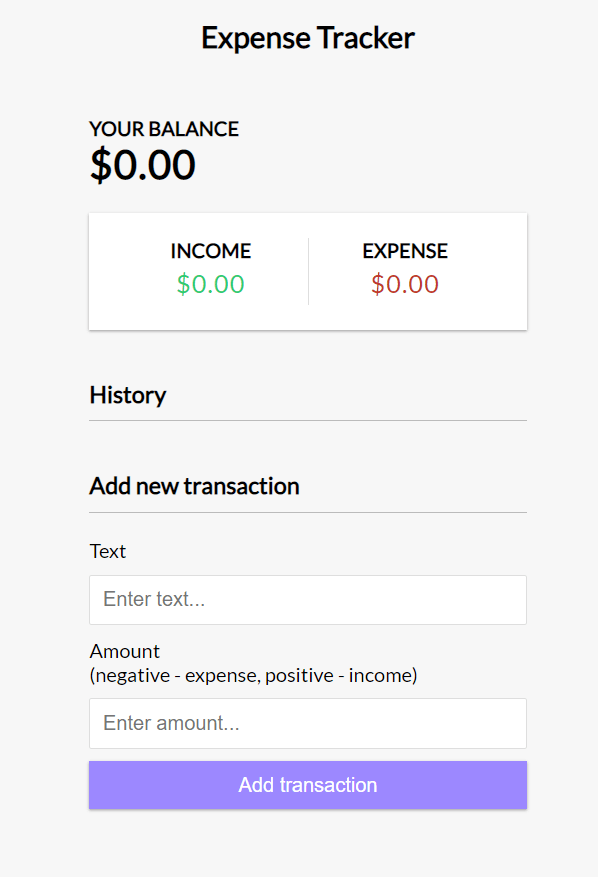 Expense Tracker
YOUR BALANCE
$0.00
INCOME
EXPENSE
$0.00
$0.00
History
Add new transaction
Text
Enter text...
Amount
(negative - expense, positive - income)
Enter amount...
Add transaction